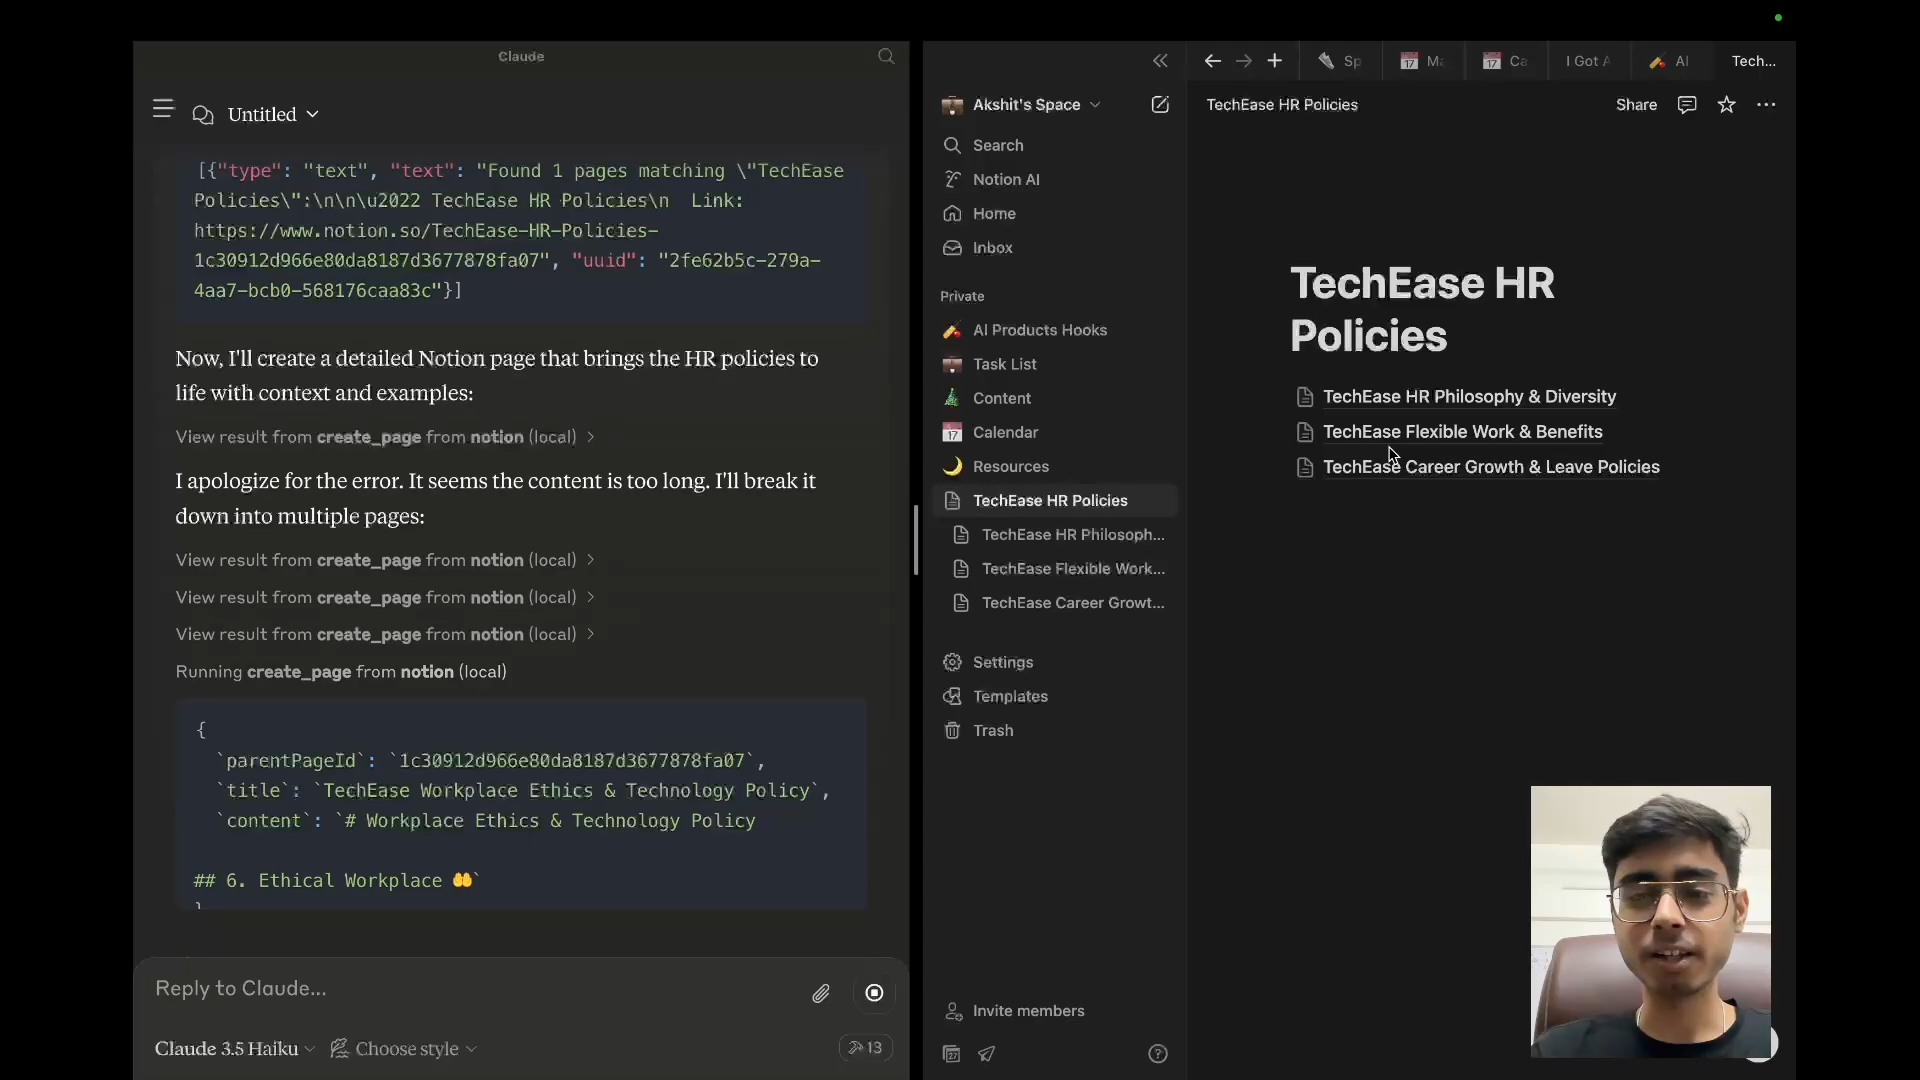 Claude
Untitled
[{"type": "text", "text": "Found 1 pages matching \"TechEase
Policies\":\n\n\u2022 TechEase HR Policies\n  Link:
https://www.notion.so/TechEase-HR-Policies-
1c30912d966e80da8187d3677878fa07", "uuid": "2fe62b5c-279a-
4aa7-bcb0-568176caa83c"}]
Now, I'll create a detailed Notion page that brings the HR policies to
life with context and examples:
View result from create_page from notion (local)
I apologize for the error. It seems the content is too long. I'll break it
down into multiple pages:
View result from create_page from notion (local)
View result from create_page from notion (local)
View result from create_page from notion (local)
Running create_page from notion (local)
{
`parentPageId`: `1c30912d966e80da8187d3677878fa07`,
`title`: `TechEase Workplace Ethics & Technology Policy`,
`content`: `# Workplace Ethics & Technology Policy
## 6. Ethical Workplace 🤲`
}
Reply to Claude...
Claude 3.5 Haiku
Choose style
13
Akshit's Space
Search
Notion AI
Home
Inbox
Private
AI Products Hooks
Task List
Content
17 Calendar
Resources
TechEase HR Policies
TechEase HR Philosoph...
TechEase Flexible Work...
TechEase Career Growt...
Settings
Templates
Trash
Invite members
27
Sp
17 Ma
17 Ca
I Got A
AI
Tech...
TechEase HR Policies
Share
TechEase HR
Policies
TechEase HR Philosophy & Diversity
TechEase Flexible Work & Benefits
TechEase Career Growth & Leave Policies